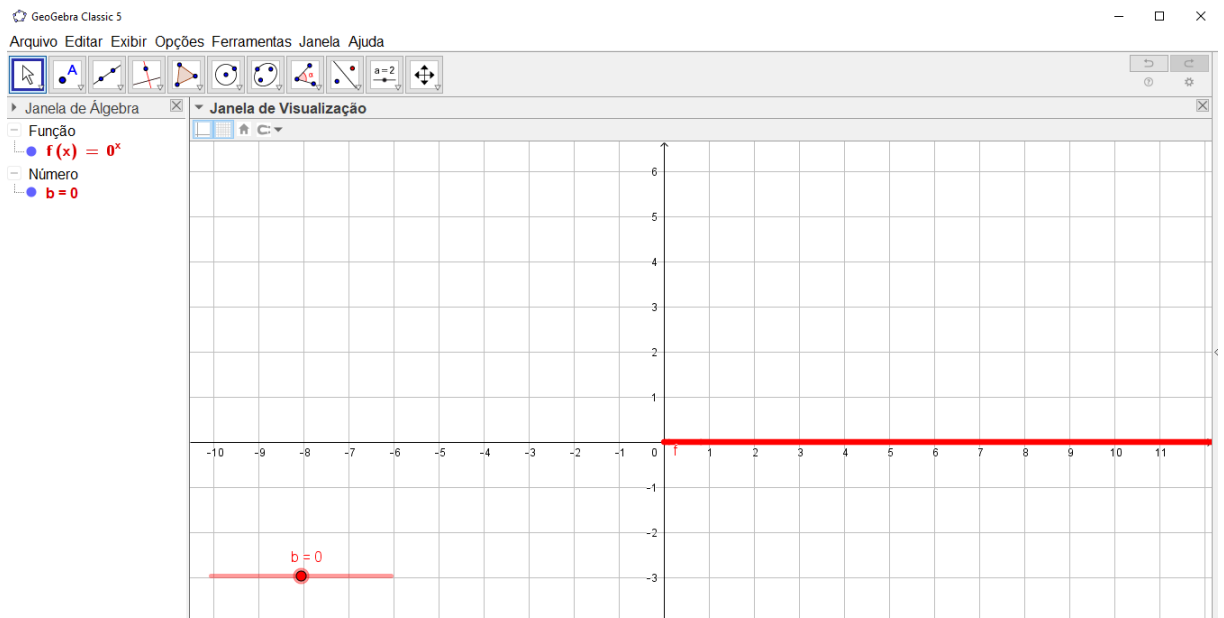 GeoGebra Classic 5
Arquivo Editar Exibir Opções Ferramentas Janela Ajuda
A
α
a=2
Janela de Álgebra
Janela de Visualização
Função
f(x) = 0ˣ
Número
b = 0
6
5
4
3
2
1
-10 -9 -8 -7 -6 -5 -4 -3 -2 -1 0 f 1 2 3 4 5 6 7 8 9 10 11
-1
-2
b = 0
-3